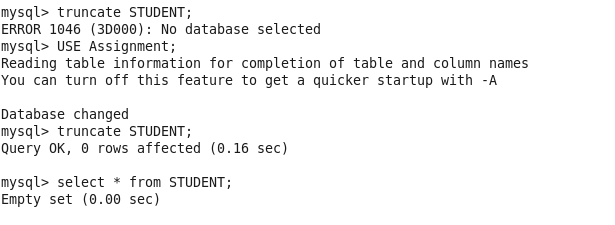 mysql> truncate STUDENT;
ERROR 1046 (3D000): No database selected
mysql> USE Assignment;
Reading table information for completion of table and column names
You can turn off this feature to get a quicker startup with -A

Database changed
mysql> truncate STUDENT;
Query OK, 0 rows affected (0.16 sec)

mysql> select * from STUDENT;
Empty set (0.00 sec)